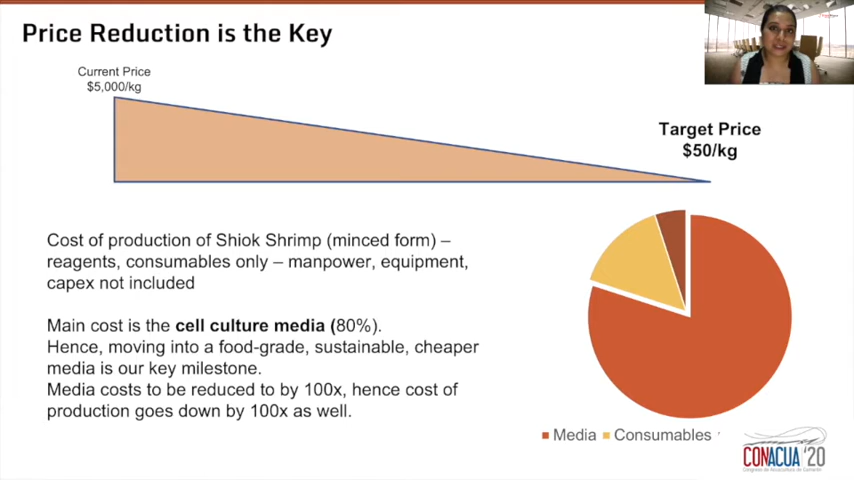 Price Reduction is the Key
Current Price
$5,000/kg
Target Price
$50/kg
Cost of production of Shiok Shrimp (minced form) –
reagents, consumables only – manpower, equipment,
capex not included
Main cost is the cell culture media (80%).
Hence, moving into a food-grade, sustainable, cheaper
media is our key milestone.
Media costs to be reduced to by 100x, hence cost of
production goes down by 100x as well.
Media Consumables
CONACUA '20